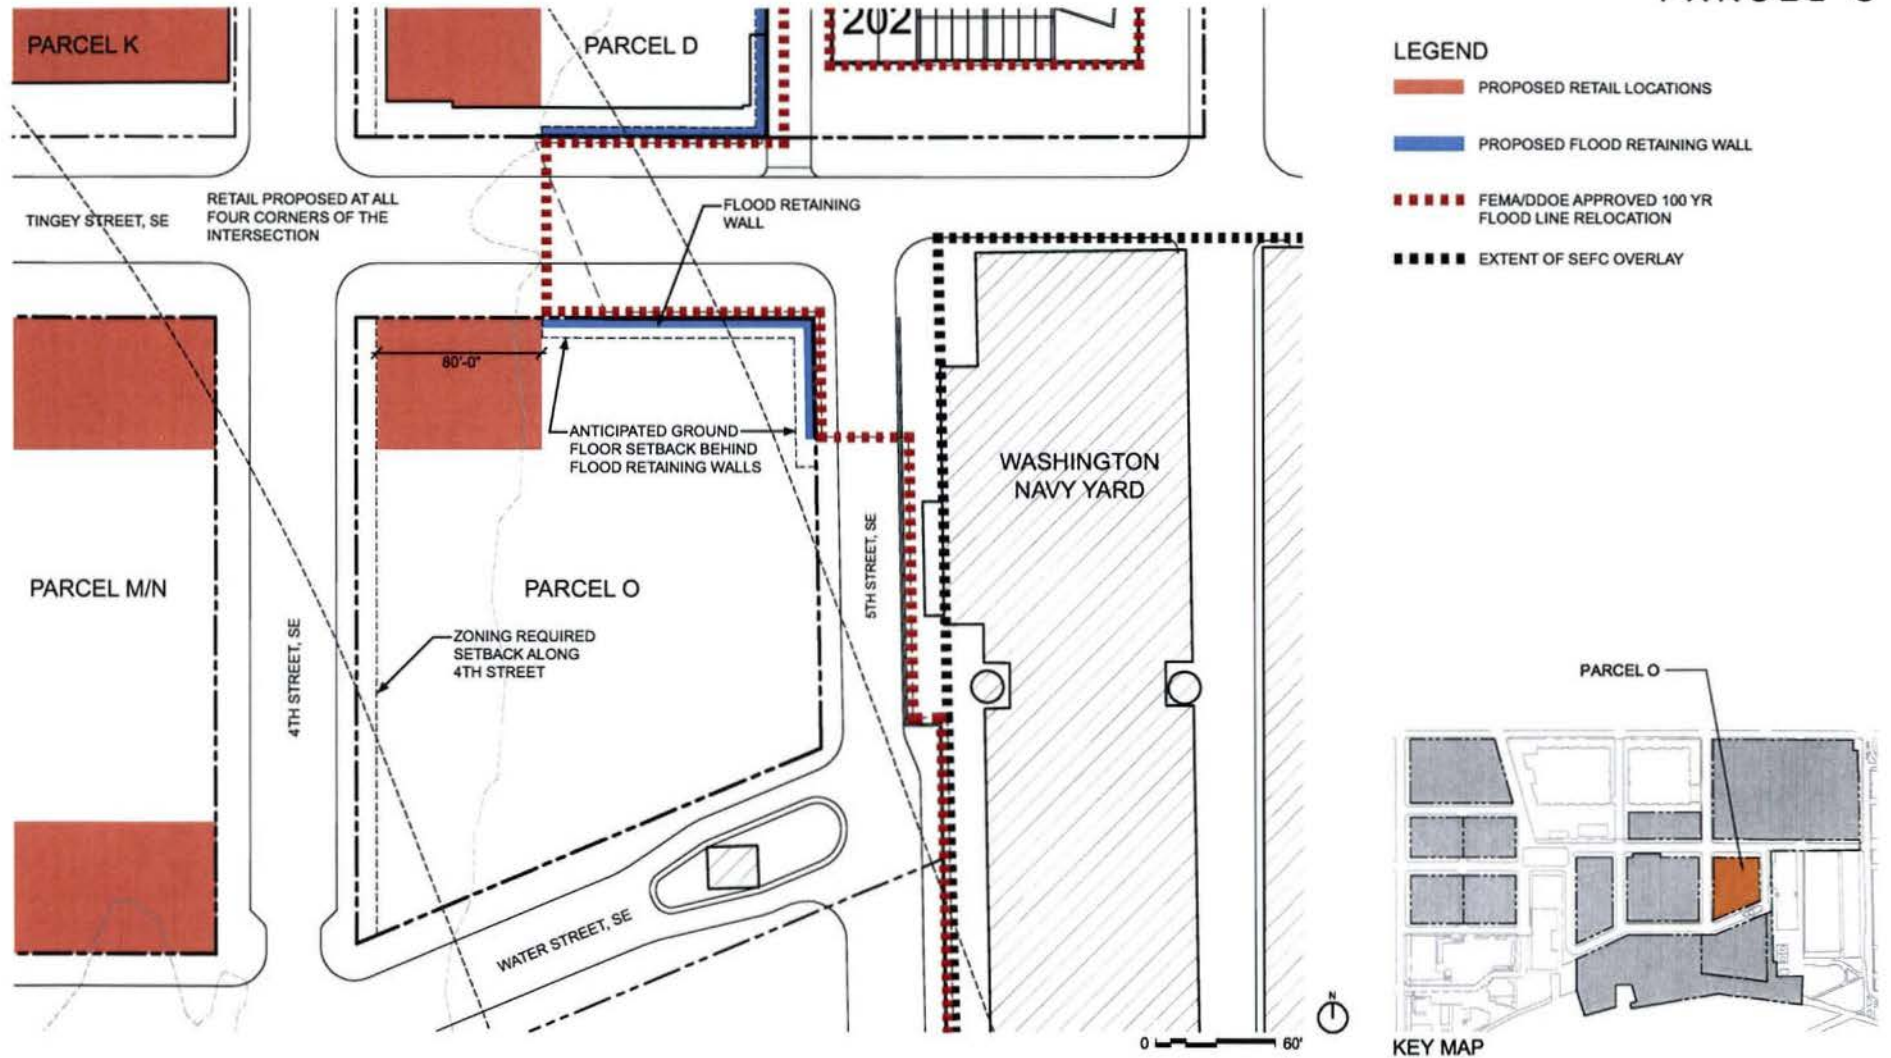 PARCEL K
PARCEL D
202
LEGEND
PROPOSED RETAIL LOCATIONS
PROPOSED FLOOD RETAINING WALL
FEMA/DDOE APPROVED 100 YR
FLOOD LINE RELOCATION
EXTENT OF SEFC OVERLAY
TINGEY STREET, SE
RETAIL PROPOSED AT ALL
FOUR CORNERS OF THE
INTERSECTION
FLOOD RETAINING
WALL
80'-0"
ANTICIPATED GROUND
FLOOR SETBACK BEHIND
FLOOD RETAINING WALLS
WASHINGTON
NAVY YARD
PARCEL M/N
PARCEL O
5TH STREET, SE
4TH STREET, SE
ZONING REQUIRED
SETBACK ALONG
4TH STREET
WATER STREET, SE
PARCEL O
N
0 60'
KEY MAP